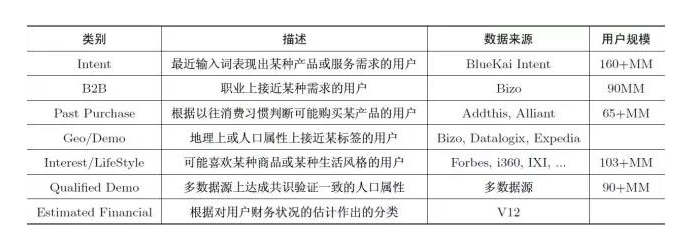 类别 描述 数据来源 用户规模
Intent 最近输入词表现出某种产品或服务需求的用户 BlueKai Intent 160+MM
B2B 职业上接近某种需求的用户 Bizo 90MM
Past Purchase 根据以往消费习惯判断可能购买某产品的用户 Addthis, Alliant 65+MM
Geo/Demo 地理上或人口属性上接近某标签的用户 Bizo, Datalogix, Expedia
Interest/LifeStyle 可能喜欢某种商品或某种生活风格的用户 Forbes, i360, IXI, ... 103+MM
Qualified Demo 多数据源上达成共识验证一致的人口属性 多数据源 90+MM
Estimated Financial 根据对用户财务状况的估计作出的分类 V12